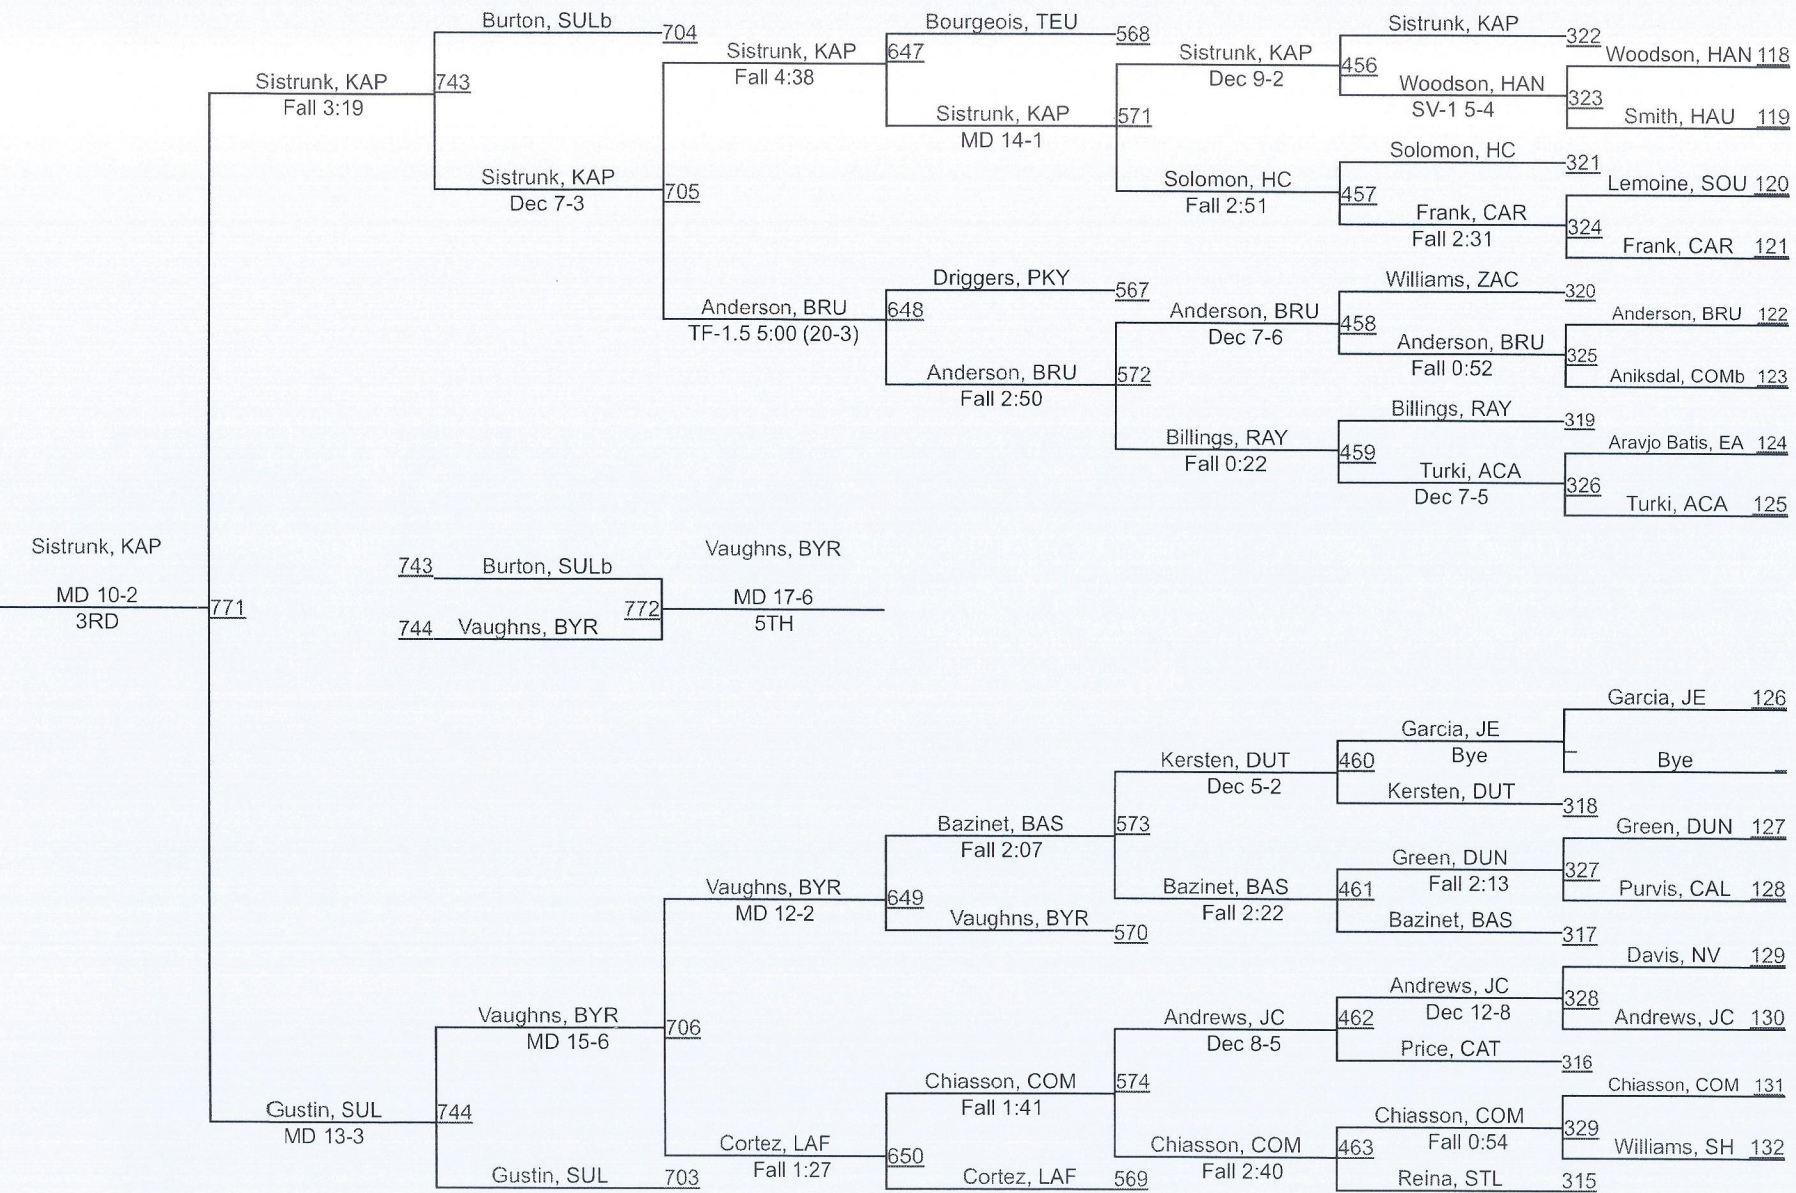 Burton, SULb 704
Sistrunk, KAP
Fall 3:19
743
Sistrunk, KAP
Dec 7-3
705
Sistrunk, KAP
Fall 4:38
647
Bourgeois, TEU 568
Sistrunk, KAP
MD 14-1
571
Sistrunk, KAP
Dec 9-2
456
Sistrunk, KAP 322
Woodson, HAN
SV-1 5-4
323
Woodson, HAN 118
Smith, HAU 119
Solomon, HC
Fall 2:51
457
Solomon, HC 321
Frank, CAR
Fall 2:31
324
Lemoine, SOU 120
Frank, CAR 121
Anderson, BRU
TF-1.5 5:00 (20-3)
648
Driggers, PKY 567
Anderson, BRU
Fall 2:50
572
Anderson, BRU
Dec 7-6
458
Williams, ZAC 320
Anderson, BRU
Fall 0:52
325
Anderson, BRU 122
Aniksdal, COMb 123
Billings, RAY
Fall 0:22
459
Billings, RAY 319
Turki, ACA
Dec 7-5
326
Aravjo Batis, EA 124
Turki, ACA 125
Sistrunk, KAP
MD 10-2
3RD
771
743 Burton, SULb
744 Vaughns, BYR
772
Vaughns, BYR
MD 17-6
5TH
Garcia, JE 126
Garcia, JE
Bye
Bye
Kersten, DUT
Dec 5-2
460
Kersten, DUT 318
Bazinet, BAS
Fall 2:07
573
Green, DUN 127
Green, DUN
Fall 2:13
327
Purvis, CAL 128
Bazinet, BAS
Fall 2:22
461
Bazinet, BAS 317
Vaughns, BYR
MD 12-2
649
Vaughns, BYR 570
Davis, NV 129
Andrews, JC
Dec 12-8
328
Andrews, JC 130
Andrews, JC
Dec 8-5
462
Price, CAT 316
Vaughns, BYR
MD 15-6
706
Chiasson, COM
Fall 1:41
574
Chiasson, COM 131
Chiasson, COM
Fall 0:54
329
Williams, SH 132
Chiasson, COM
Fall 2:40
463
Reina, STL 315
Gustin, SUL
MD 13-3
744
Cortez, LAF
Fall 1:27
650
Cortez, LAF 569
Gustin, SUL 703